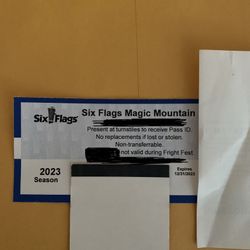 Six Flags
Six Flags Magic Mountain
Present at turnstiles to receive Pass ID.
No replacements if lost or stolen.
Non-transferrable.
not valid during Fright Fest
2023
Season
Expires
12/31/2023